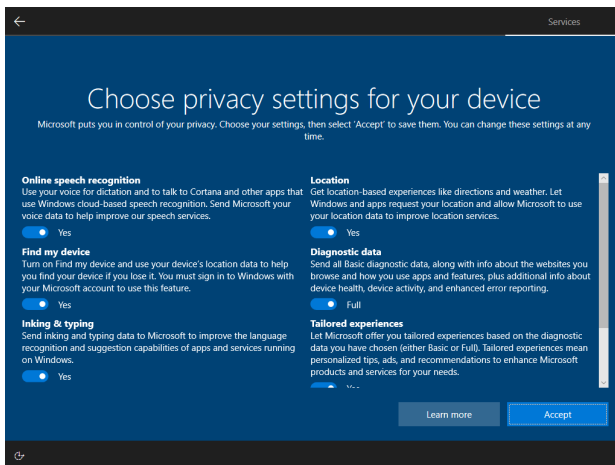 Services
Choose privacy settings for your device
Microsoft puts you in control of your privacy. Choose your settings, then select 'Accept' to save them. You can change these settings at any
time.
Online speech recognition
Use your voice for dictation and to talk to Cortana and other apps that
use Windows cloud-based speech recognition. Send Microsoft your
voice data to help improve our speech services.
Yes
Find my device
Turn on Find my device and use your device's location data to help
you find your device if you lose it. You must sign in to Windows with
your Microsoft account to use this feature.
Yes
Inking & typing
Send inking and typing data to Microsoft to improve the language
recognition and suggestion capabilities of apps and services running
on Windows.
Yes
Location
Get location-based experiences like directions and weather. Let
Windows and apps request your location and allow Microsoft to use
your location data to improve location services.
Yes
Diagnostic data
Send all Basic diagnostic data, along with info about the websites you
browse and how you use apps and features, plus additional info about
device health, device activity, and enhanced error reporting.
Full
Tailored experiences
Let Microsoft offer you tailored experiences based on the diagnostic
data you have chosen (either Basic or Full). Tailored experiences mean
personalized tips, ads, and recommendations to enhance Microsoft
products and services for your needs.
Yes
Learn more
Accept